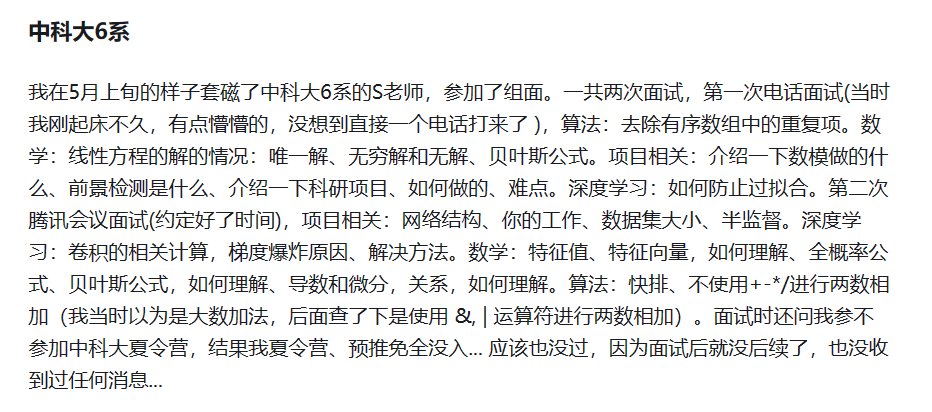 中科大6系
我在5月上旬的样子套磁了中科大6系的S老师，参加了组面。一共两次面试，第一次电话面试(当时
我刚起床不久，有点懵懵的，没想到直接一个电话打来了 )，算法：去除有序数组中的重复项。数
学：线性方程的解的情况：唯一解、无穷解和无解、贝叶斯公式。项目相关：介绍一下数模做的什
么、前景检测是什么、介绍一下科研项目、如何做的、难点。深度学习：如何防止过拟合。第二次
腾讯会议面试(约定好了时间)，项目相关：网络结构、你的工作、数据集大小、半监督。深度学
习：卷积的相关计算，梯度爆炸原因、解决方法。数学：特征值、特征向量，如何理解、全概率公
式、贝叶斯公式，如何理解、导数和微分，关系，如何理解。算法：快排、不使用+-*/进行两数相
加（我当时以为是大数加法，后面查了下是使用 &, | 运算符进行两数相加）。面试时还问我参不
参加中科大夏令营，结果我夏令营、预推免全没入... 应该也没过，因为面试后就没后续了，也没收
到过任何消息...